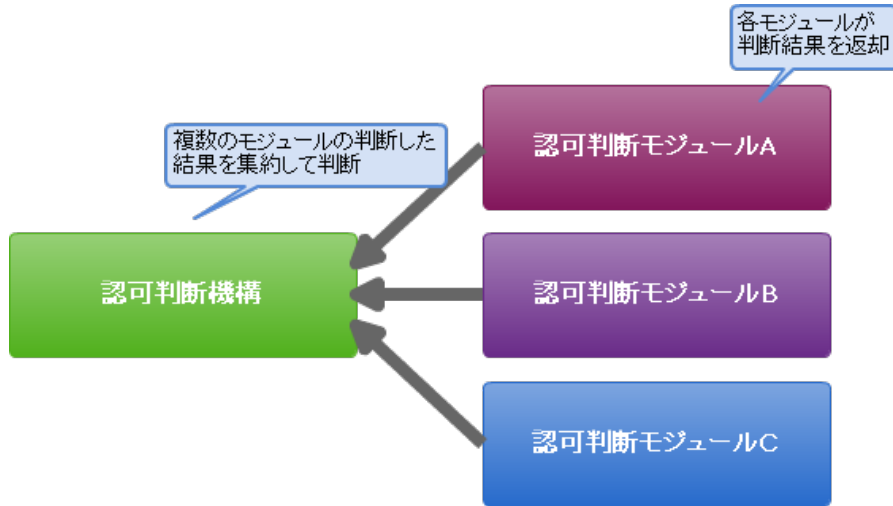 各モジュールが
判断結果を返却
複数のモジュールの判断した
結果を集約して判断
認可判断モジュールA
認可判断機構
認可判断モジュールB
認可判断モジュールC